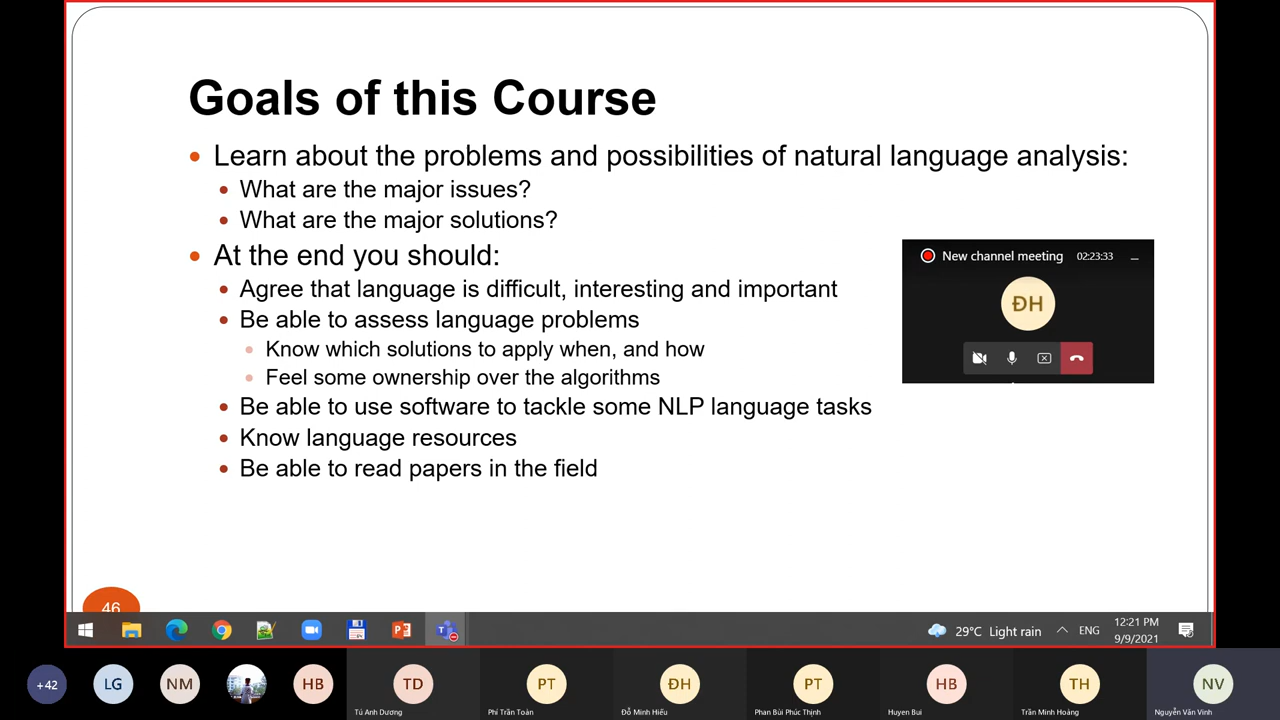 Goals of this Course
Learn about the problems and possibilities of natural language analysis:
What are the major issues?
What are the major solutions?
At the end you should:
Agree that language is difficult, interesting and important
Be able to assess language problems
Know which solutions to apply when, and how
Feel some ownership over the algorithms
Be able to use software to tackle some NLP language tasks
Know language resources
Be able to read papers in the field
New channel meeting 02:23:33
ĐH
46
29°C Light rain ENG 12:21 PM
9/9/2021
+42 LG NM HB TD PT ĐH PT HB TH NV
Tú Anh Dương Phí Trần Toàn Đỗ Minh Hiếu Phan Bùi Phúc Thịnh Huyen Bui Trần Minh Hoàng Nguyễn Văn Vinh